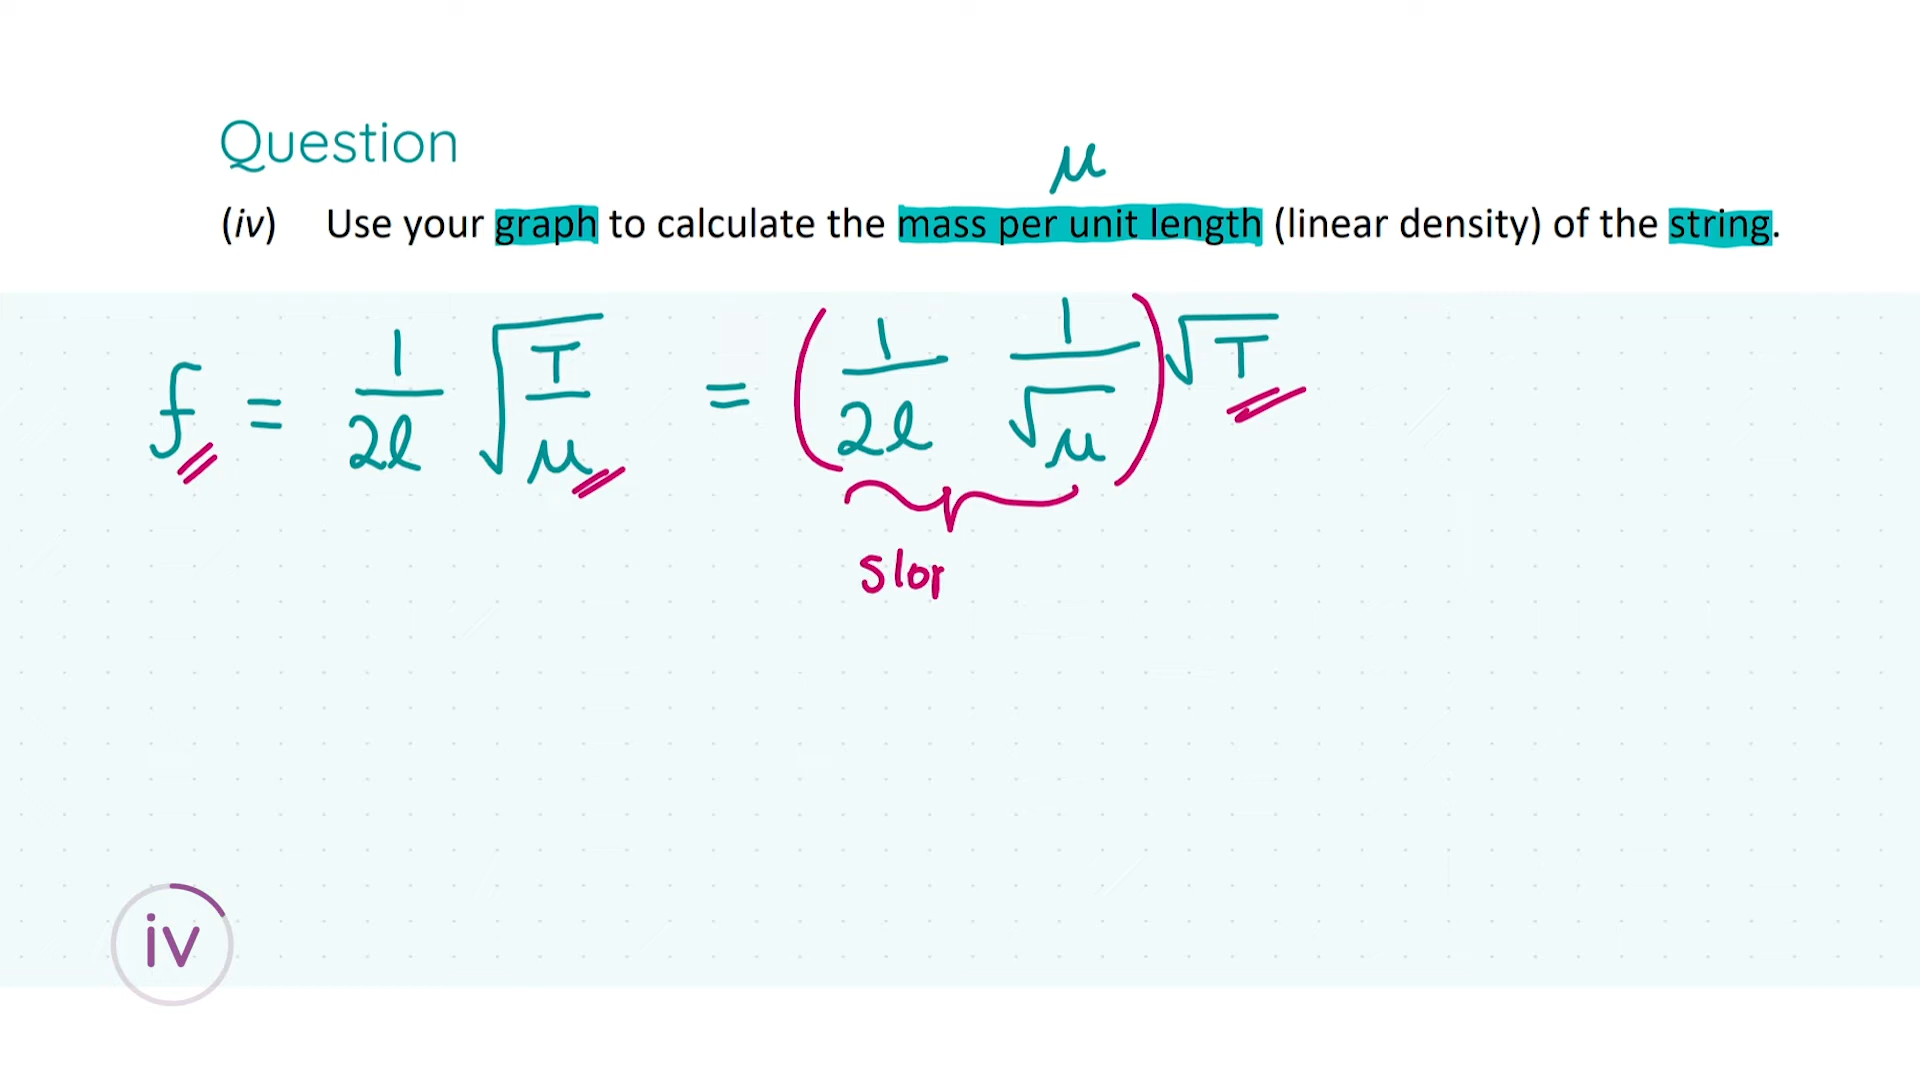 Question
μ
(iv) Use your graph to calculate the mass per unit length (linear density) of the string.
f = 1/2l √(T/μ) = (1/2l 1/√μ) √T
slop
iv